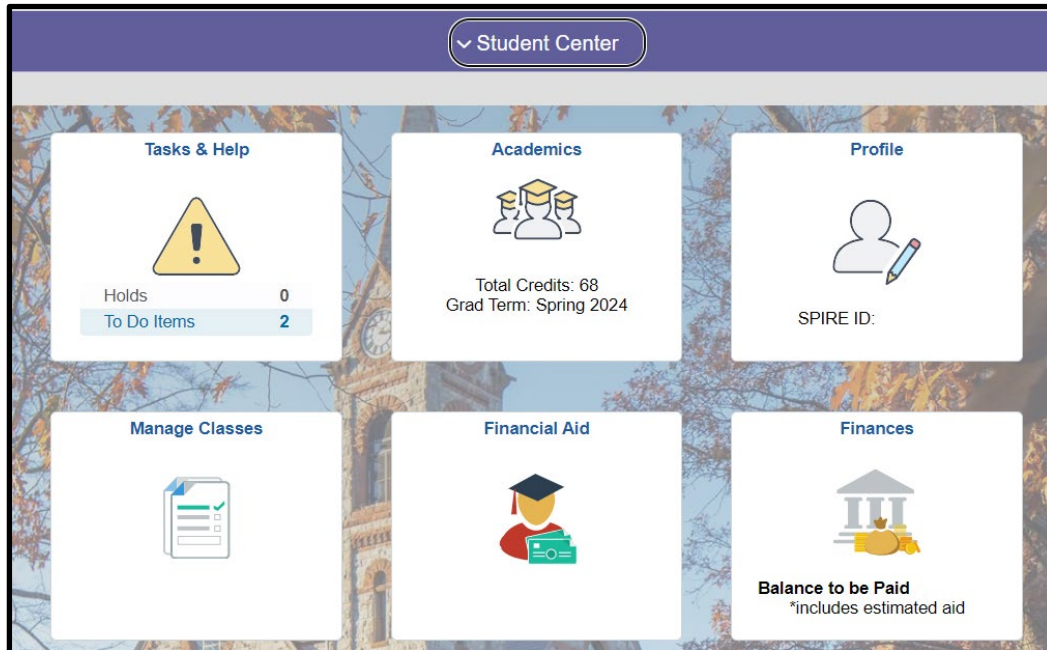 Student Center
Tasks & Help
Holds 0
To Do Items 2
Academics
Total Credits: 68
Grad Term: Spring 2024
Profile
SPIRE ID:
Manage Classes
Financial Aid
Finances
Balance to be Paid
*includes estimated aid